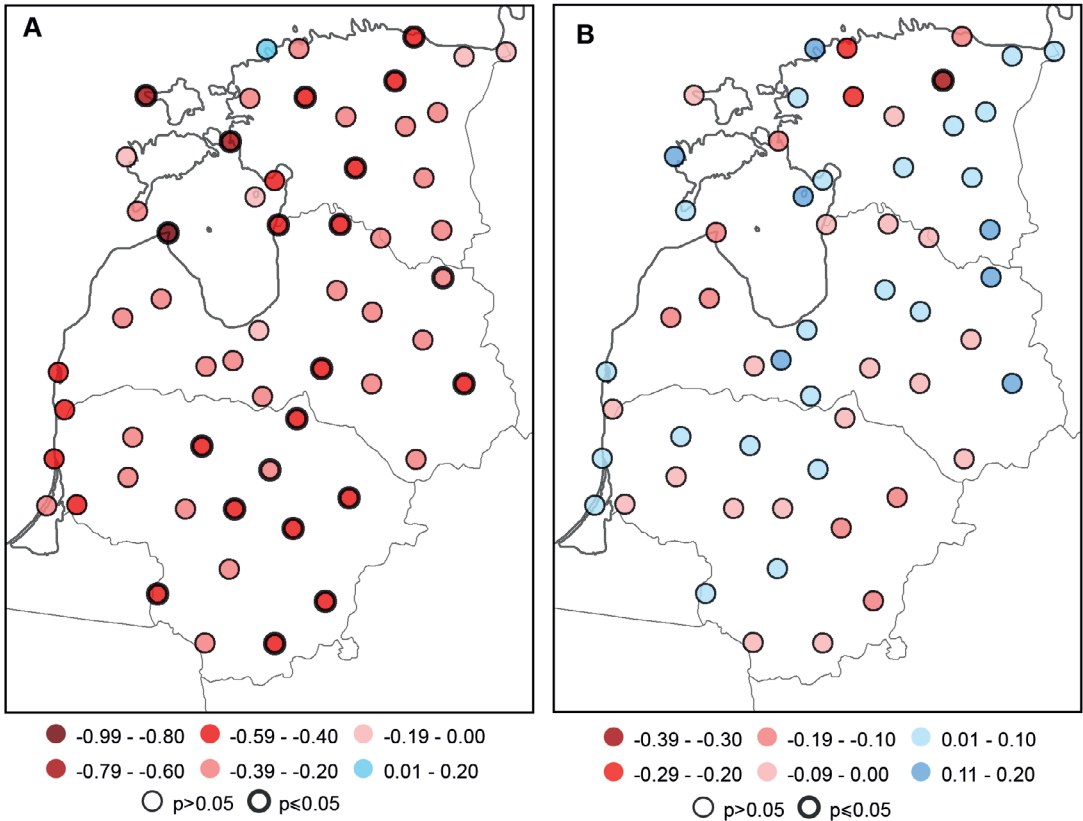 A
B
-0.99 - -0.80
-0.59 - -0.40
-0.19 - 0.00
-0.79 - -0.60
-0.39 - -0.20
0.01 - 0.20
p>0.05
p⩽0.05
-0.39 - -0.30
-0.19 - -0.10
0.01 - 0.10
-0.29 - -0.20
-0.09 - 0.00
0.11 - 0.20
p>0.05
p⩽0.05